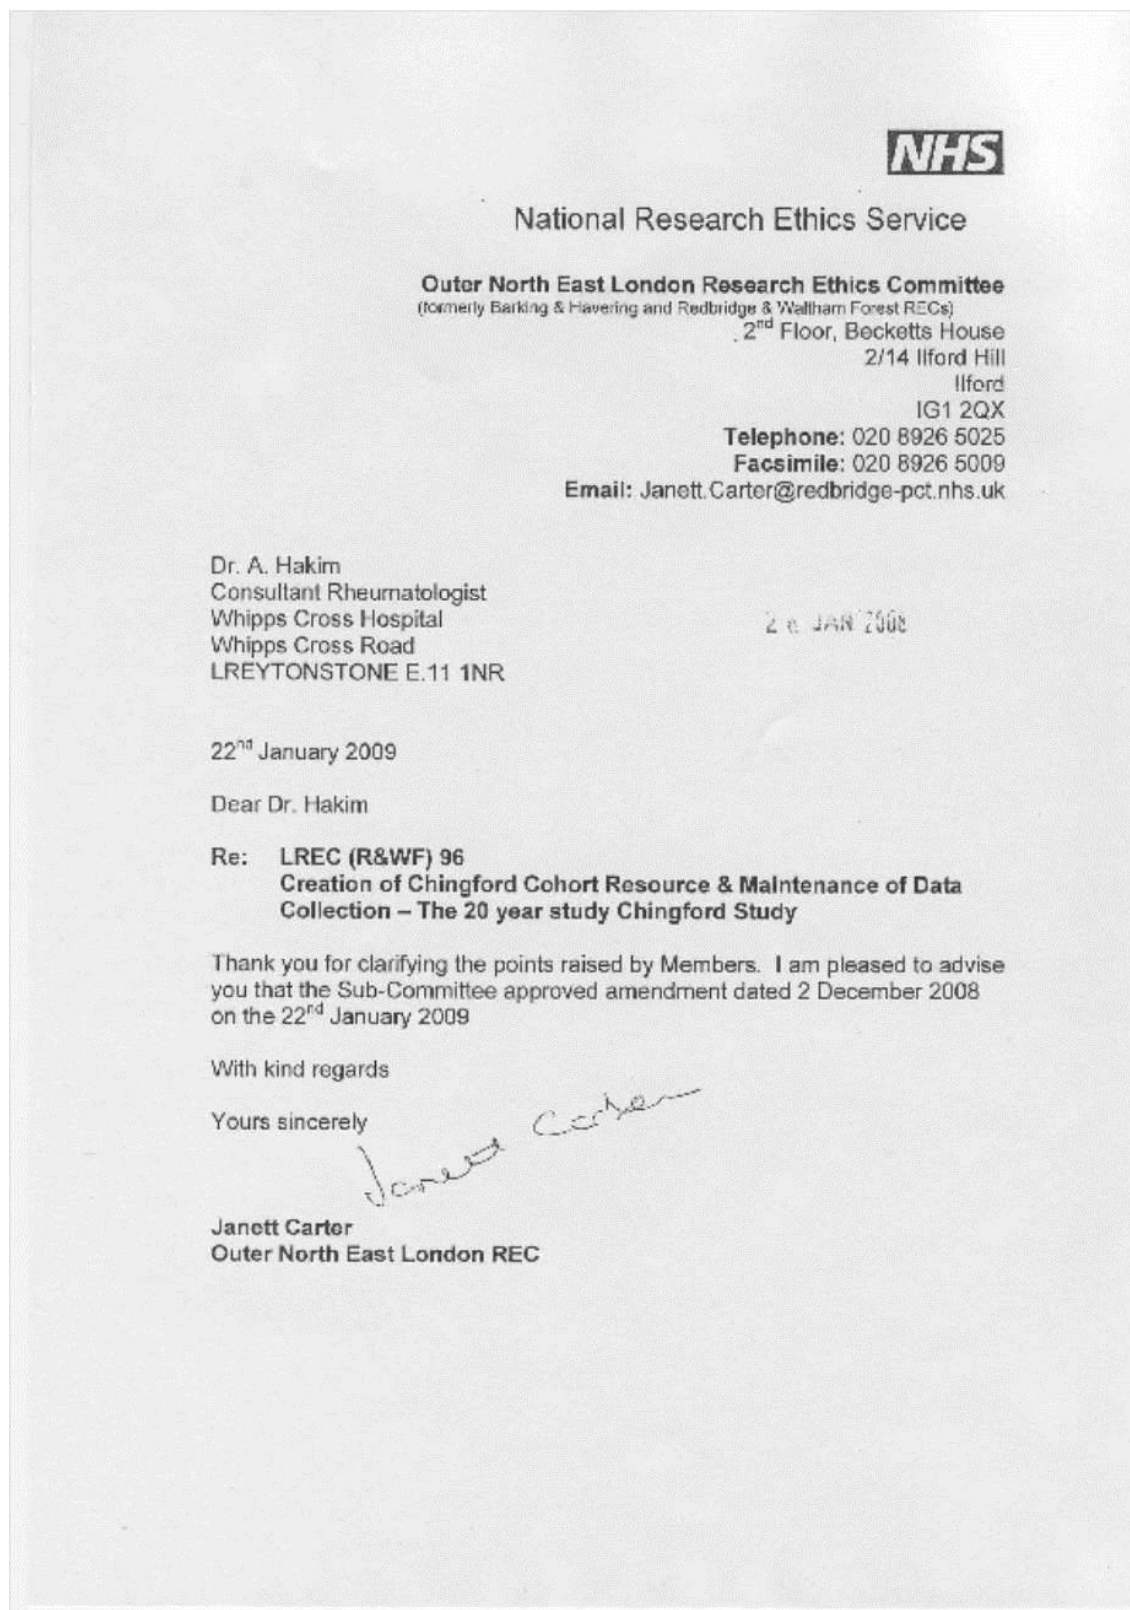 NHS
National Research Ethics Service
Outer North East London Research Ethics Committee
(formerly Barking & Havering and Redbridge & Waltham Forest RECs)
2nd Floor, Becketts House
2/14 Ilford Hill
Ilford
IG1 2QX
Telephone: 020 8926 5025
Facsimile: 020 8926 5009
Email: Janett.Carter@redbridge-pct.nhs.uk
Dr. A. Hakim
Consultant Rheumatologist
Whipps Cross Hospital
JAN 2008
Whipps Cross Road
LREYTONSTONE E.11 1NR
22nd January 2009
Dear Dr. Hakim
Re: LREC (R&WF) 96
Creation of Chingford Cohort Resource & Maintenance of Data
Collection – The 20 year study Chingford Study
Thank you for clarifying the points raised by Members. I am pleased to advise
you that the Sub-Committee approved amendment dated 2 December 2008
on the 22nd January 2009
With kind regards
Yours sincerely
Janett Carter
Janett Carter
Outer North East London REC